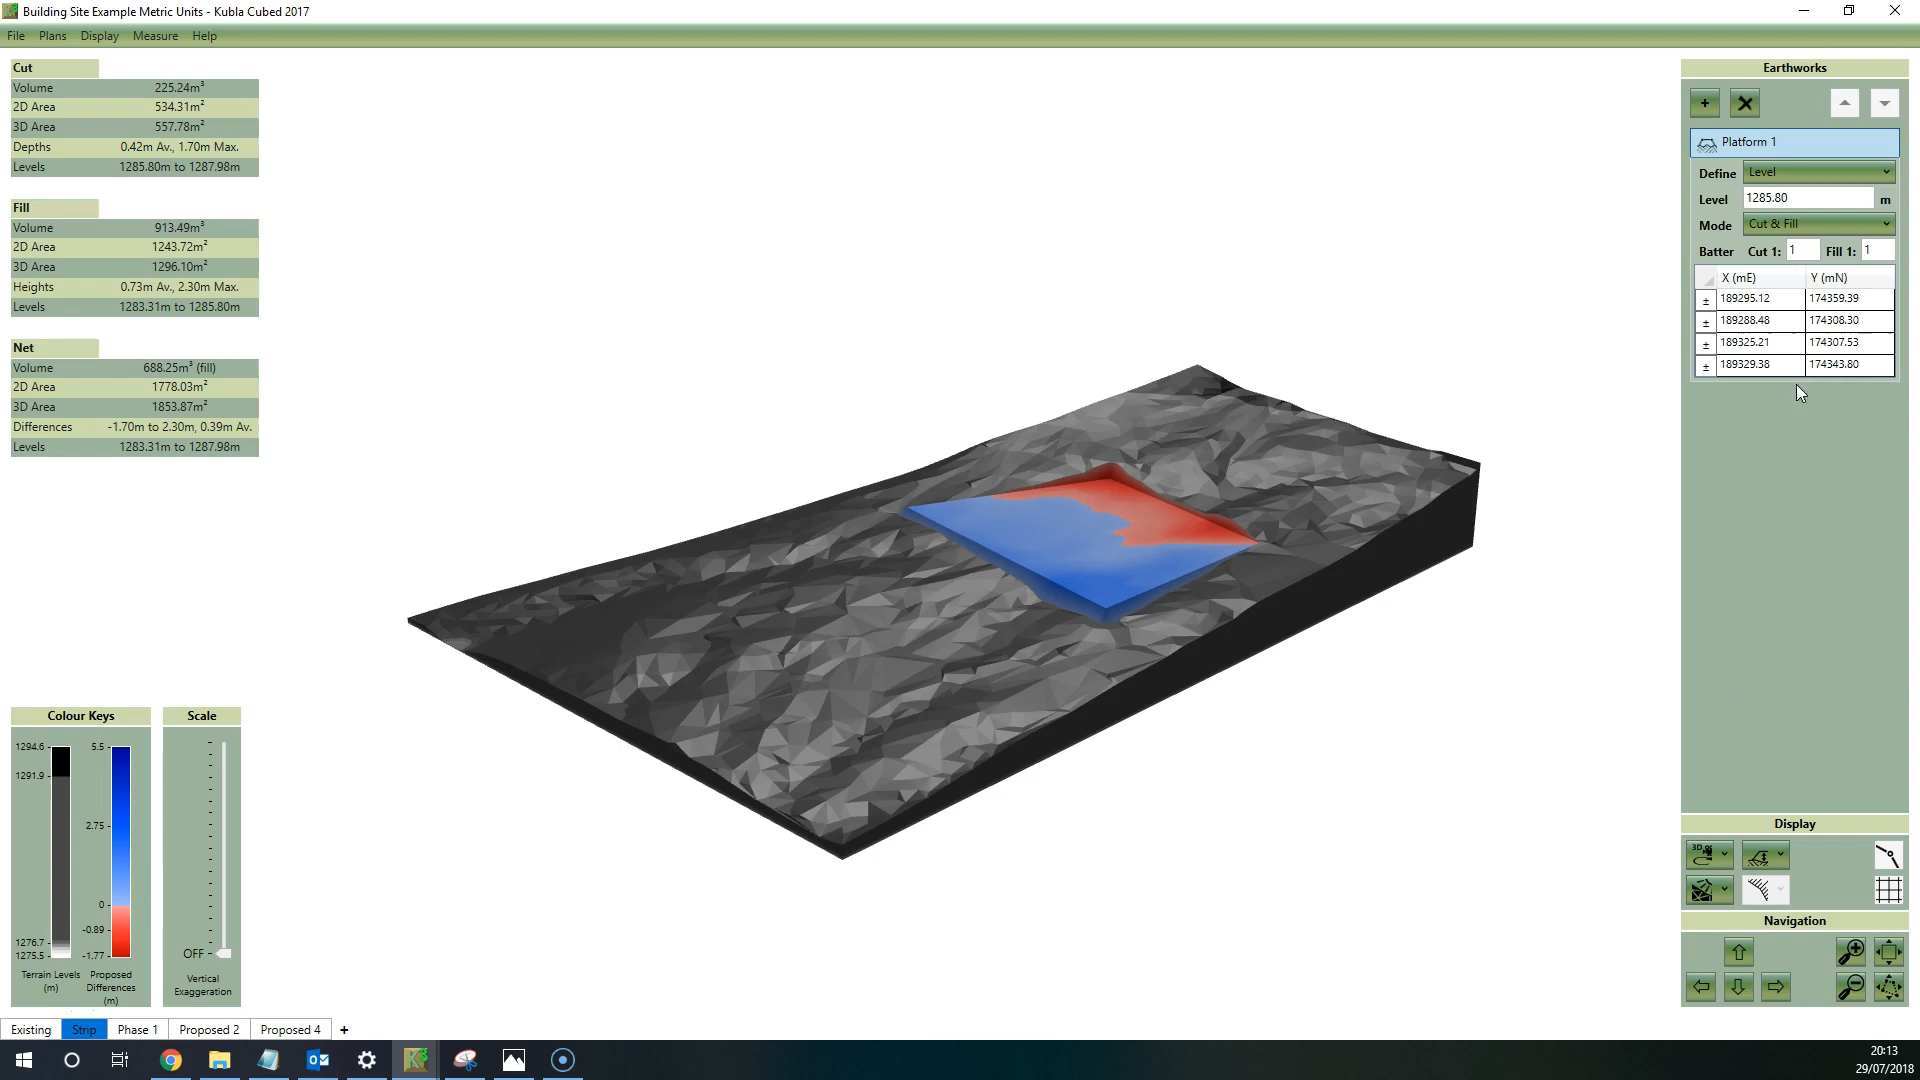 Building Site Example Metric Units - Kubla Cubed 2017
File Plans Display Measure Help
Cut
Volume 225.24m³
2D Area 534.31m²
3D Area 557.78m²
Depths 0.42m Av., 1.70m Max.
Levels 1285.80m to 1287.98m
Fill
Volume 913.49m³
2D Area 1243.72m²
3D Area 1296.10m²
Heights 0.73m Av., 2.30m Max.
Levels 1283.31m to 1285.80m
Net
Volume 688.25m³ (fill)
2D Area 1778.03m²
3D Area 1853.87m²
Differences -1.70m to 2.30m, 0.39m Av.
Levels 1283.31m to 1287.98m
Earthworks
+
Platform 1
Define Level
Level 1285.80 m
Mode Cut & Fill
Batter Cut 1: 1 Fill 1: 1
X (mE) Y (mN)
± 189295.12 174359.39
± 189288.48 174308.30
± 189325.21 174307.53
± 189329.38 174343.80
Colour Keys
1294.6 5.5
1291.9
2.75
0
-0.89
1276.7
1275.5 -1.77
Terrain Levels (m)
Proposed Differences (m)
Scale
OFF
Vertical Exaggeration
Display
3D
Navigation
Existing Strip Phase 1 Proposed 2 Proposed 4 +
20:13
29/07/2018